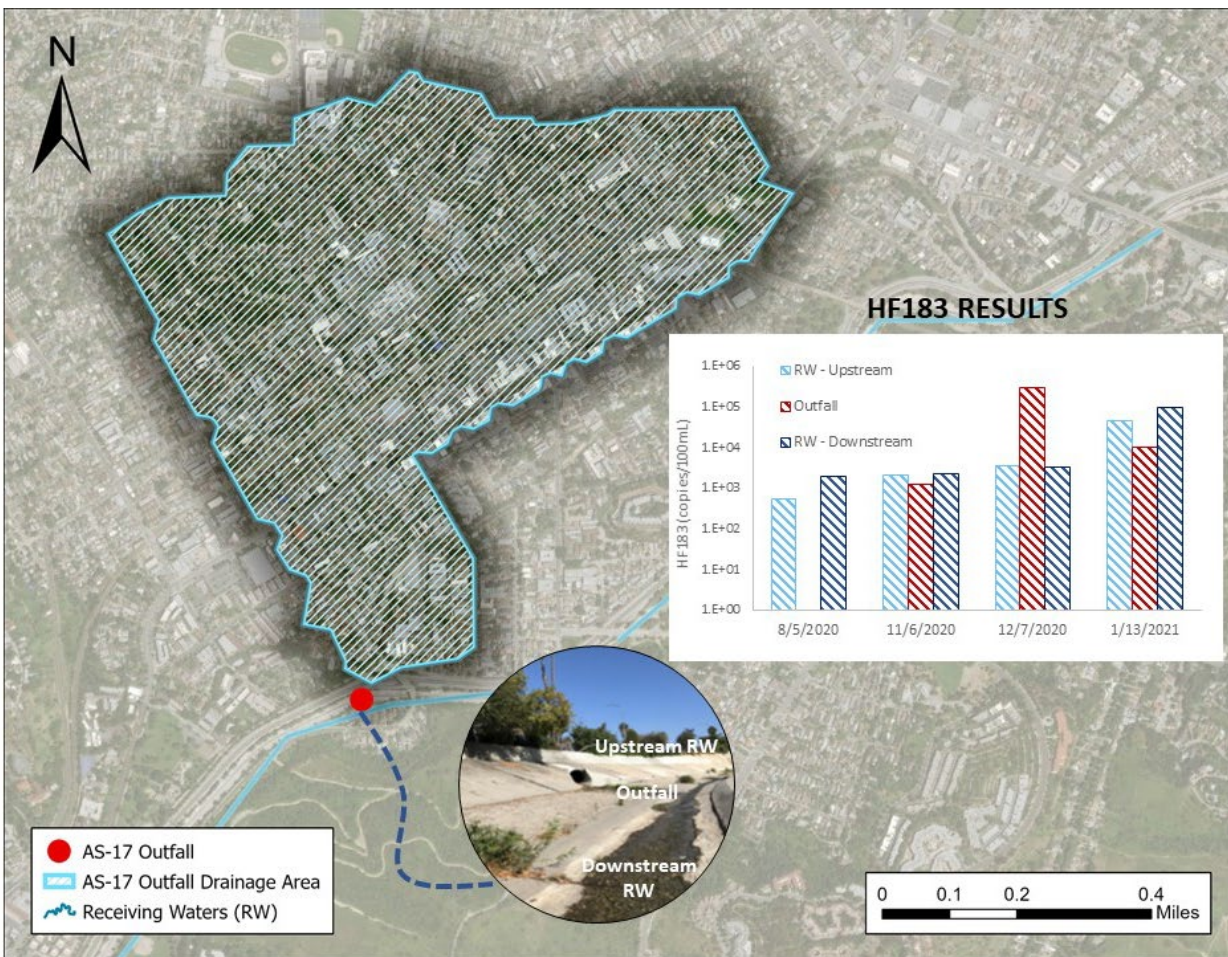 N
HF183 RESULTS
HF183 (copies/100mL)
1.E+06
1.E+05
1.E+04
1.E+03
1.E+02
1.E+01
1.E+00
RW - Upstream
Outfall
RW - Downstream
8/5/2020 11/6/2020 12/7/2020 1/13/2021
Upstream RW
Outfall
Downstream
RW
AS-17 Outfall
AS-17 Outfall Drainage Area
Receiving Waters (RW)
0 0.1 0.2 0.4
Miles